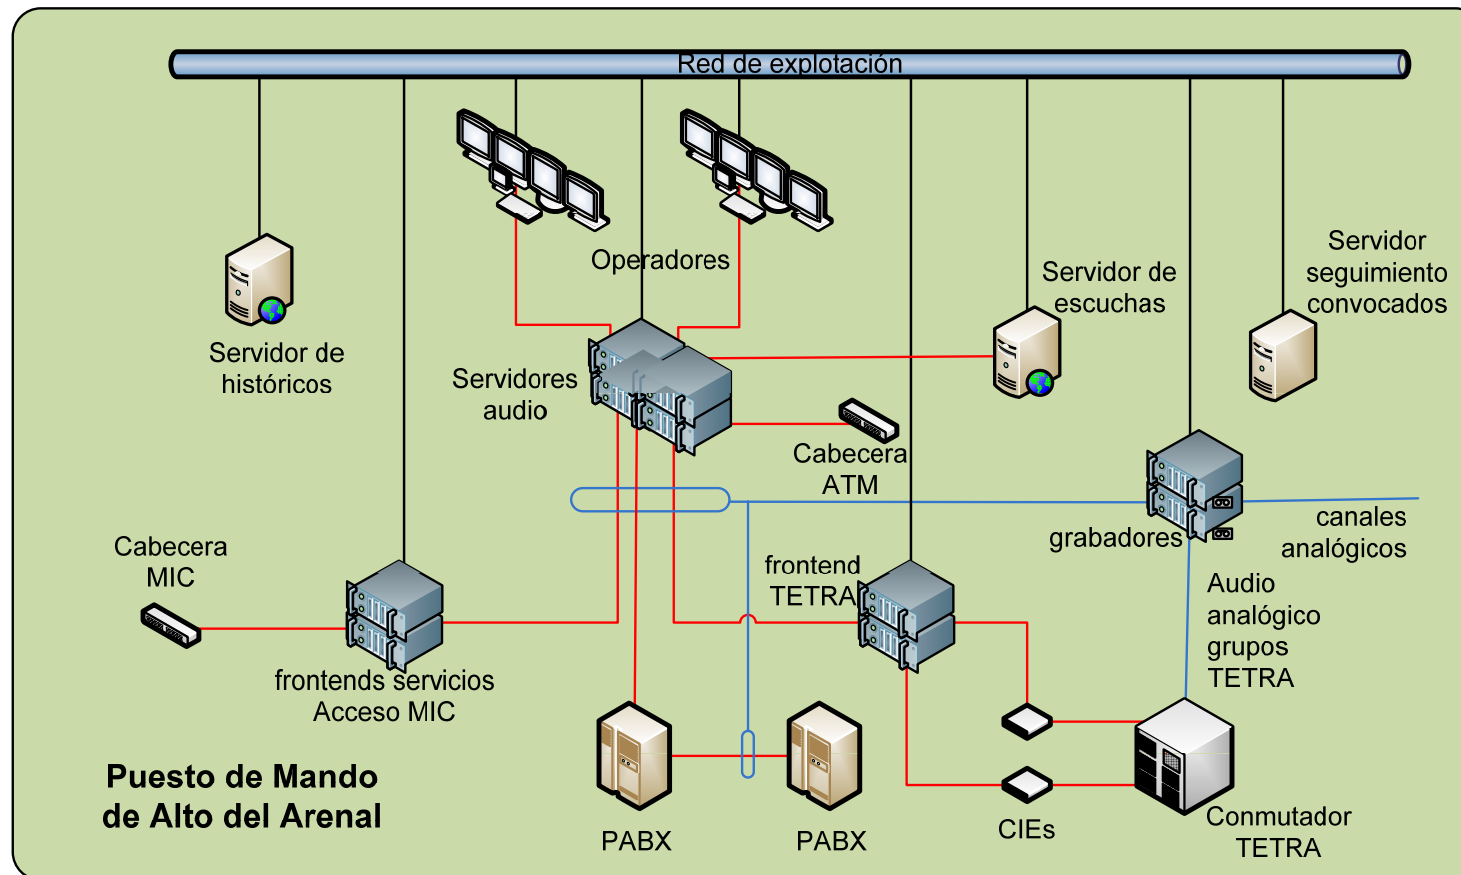 Red de explotación
Operadores
Servidor de
históricos
Servidores
audio
Servidor de
escuchas
Servidor
seguimiento
convocados
Cabecera
ATM
grabadores
canales
analógicos
Cabecera
MIC
frontend
TETRA
Audio
analógico
grupos
TETRA
frontends servicios
Acceso MIC
Puesto de Mando
de Alto del Arenal
PABX
PABX
CIEs
Conmutador
TETRA